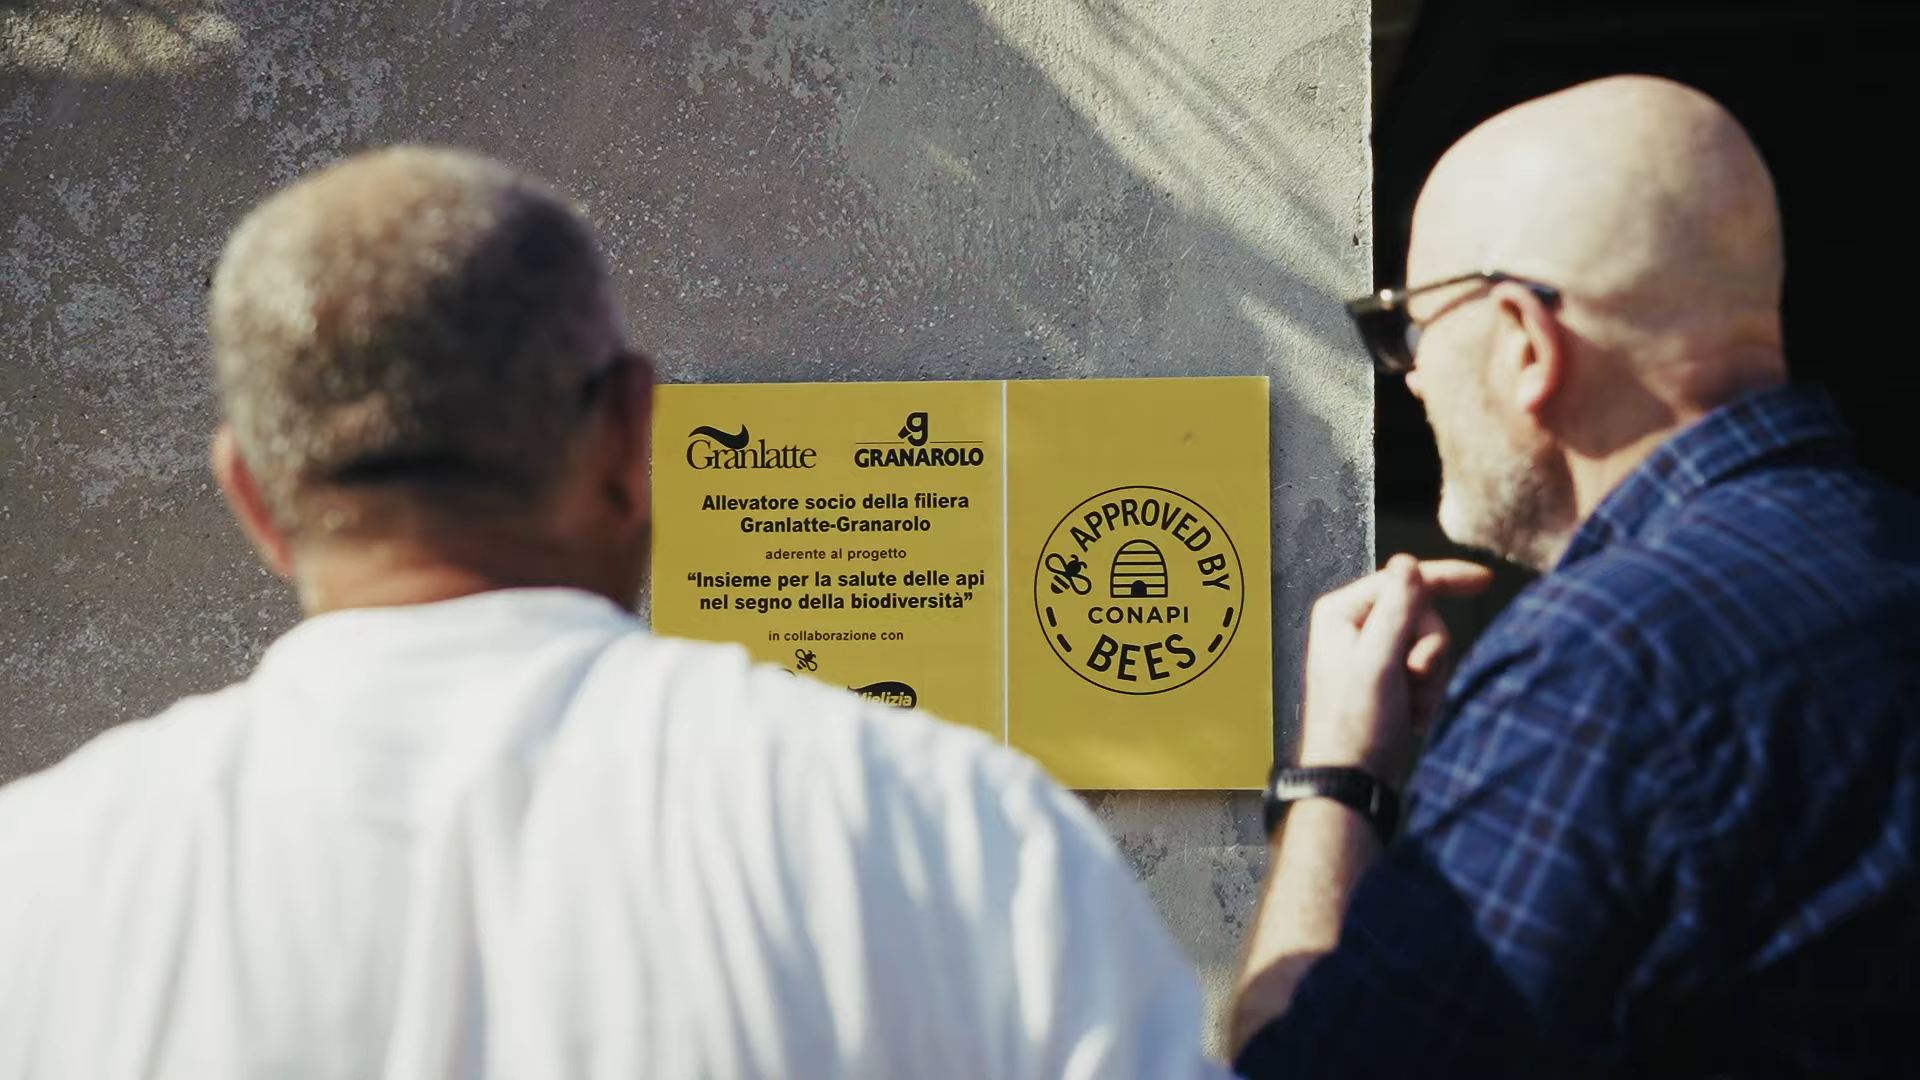 Granlatte
g
GRANAROLO
Allevatore socio della filiera
Granlatte-Granarolo
aderente al progetto
“Insieme per la salute delle api
nel segno della biodiversità”
in collaborazione con
Mielizia
APPROVED BY
CONAPI
BEES